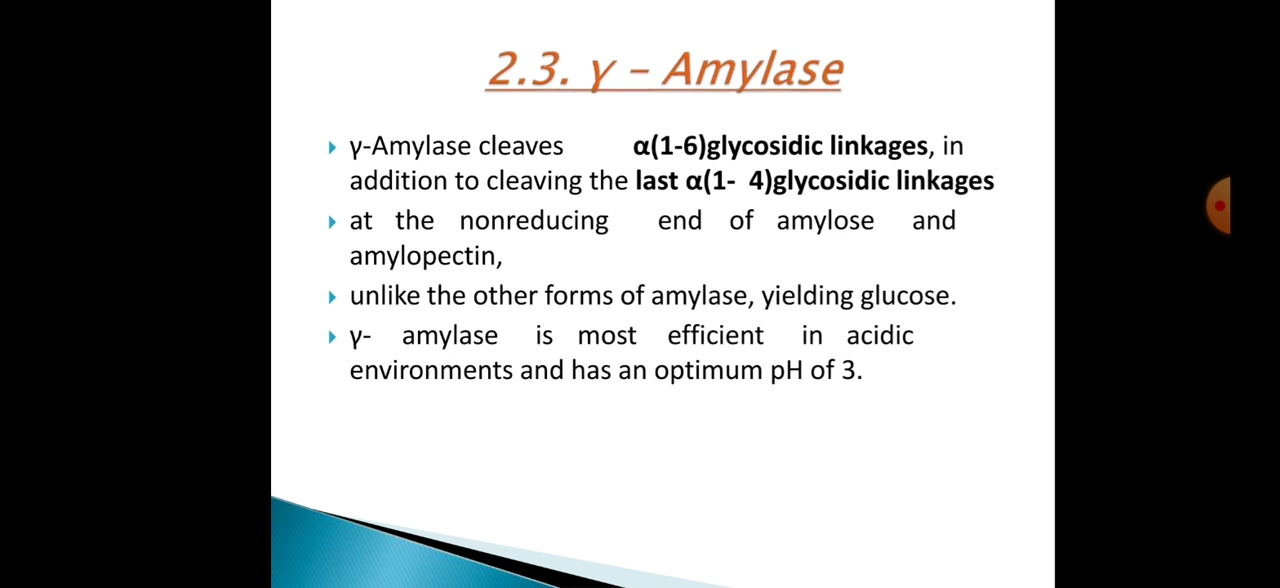 2.3. γ – Amylase
γ-Amylase cleaves α(1-6)glycosidic linkages, in
addition to cleaving the last α(1- 4)glycosidic linkages
at the nonreducing end of amylose and
amylopectin,
unlike the other forms of amylase, yielding glucose.
γ- amylase is most efficient in acidic
environments and has an optimum pH of 3.